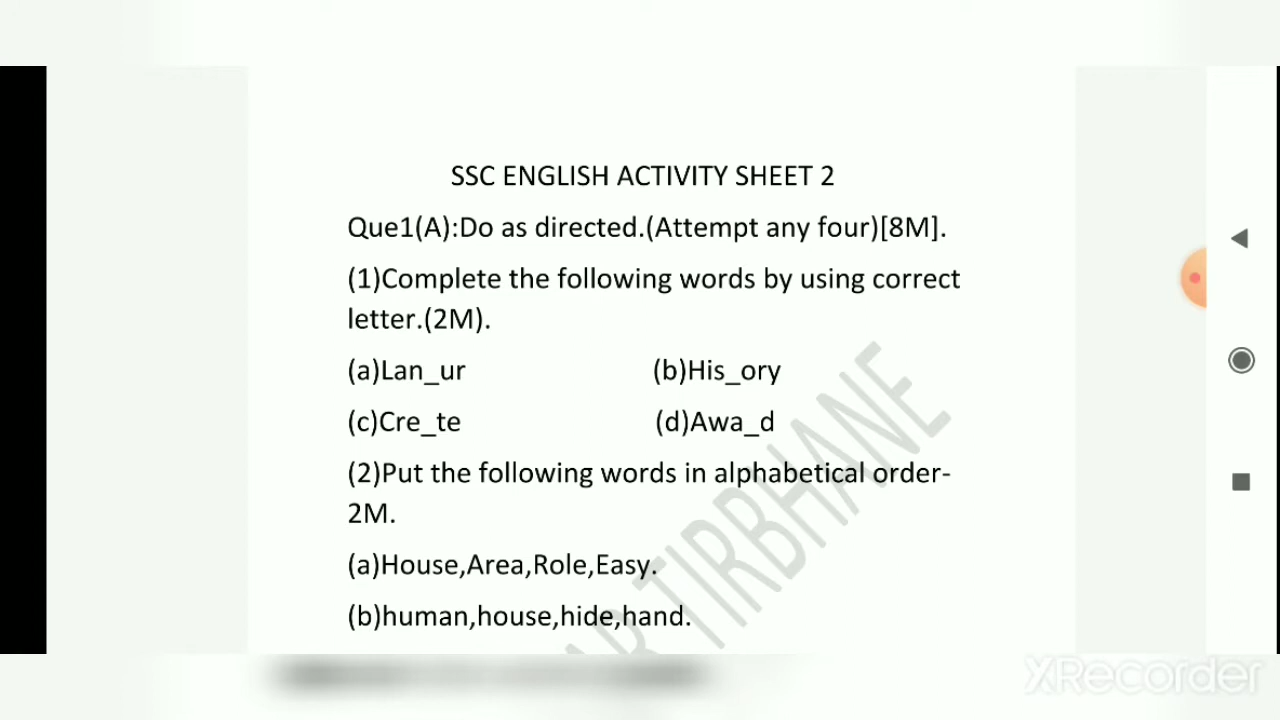 SSC ENGLISH ACTIVITY SHEET 2
Que1(A):Do as directed.(Attempt any four)[8M].
(1)Complete the following words by using correct
letter.(2M).
(a)Lan_ur (b)His_ory
(c)Cre_te (d)Awa_d
(2)Put the following words in alphabetical order-
2M.
(a)House,Area,Role,Easy.
(b)human,house,hide,hand.
TIRBHANE
XRecorder